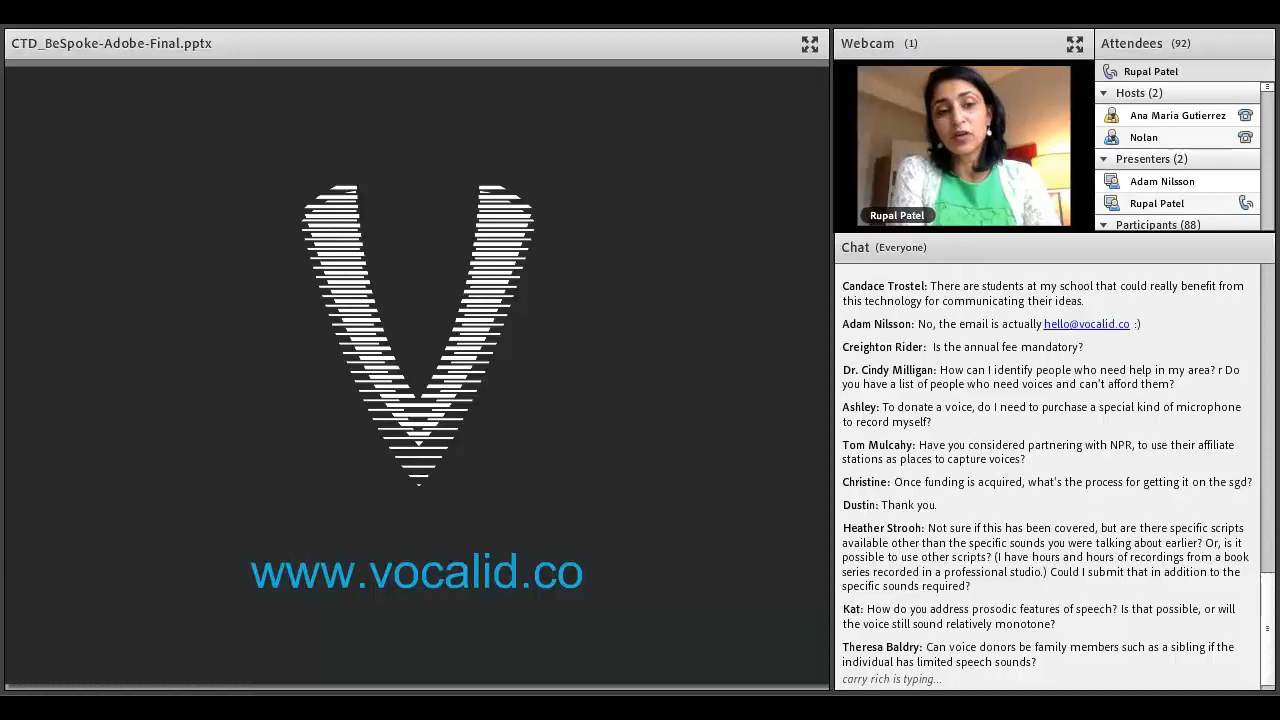 CTD_BeSpoke-Adobe-Final.pptx
V
www.vocalid.co
Webcam (1)
Rupal Patel
Attendees (92)
Rupal Patel
Hosts (2)
Ana Maria Gutierrez
Nolan
Presenters (2)
Adam Nilsson
Rupal Patel
Participants (88)
Chat (Everyone)
Candace Trostel: There are students at my school that could really benefit from
this technology for communicating their ideas.
Adam Nilsson: No, the email is actually hello@vocalid.co :)
Creighton Rider: Is the annual fee mandatory?
Dr. Cindy Milligan: How can I identify people who need help in my area? r Do
you have a list of people who need voices and can't afford them?
Ashley: To donate a voice, do I need to purchase a special kind of microphone
to record myself?
Tom Mulcahy: Have you considered partnering with NPR, to use their affiliate
stations as places to capture voices?
Christine: Once funding is acquired, what's the process for getting it on the sgd?
Dustin: Thank you.
Heather Strooh: Not sure if this has been covered, but are there specific scripts
available other than the specific sounds you were talking about earlier? Or, is it
possible to use other scripts? (I have hours and hours of recordings from a book
series recorded in a professional studio.) Could I submit that in addition to the
specific sounds required?
Kat: How do you address prosodic features of speech? Is that possible, or will
the voice still sound relatively monotone?
Theresa Baldry: Can voice donors be family members such as a sibling if the
individual has limited speech sounds?
carry rich is typing...